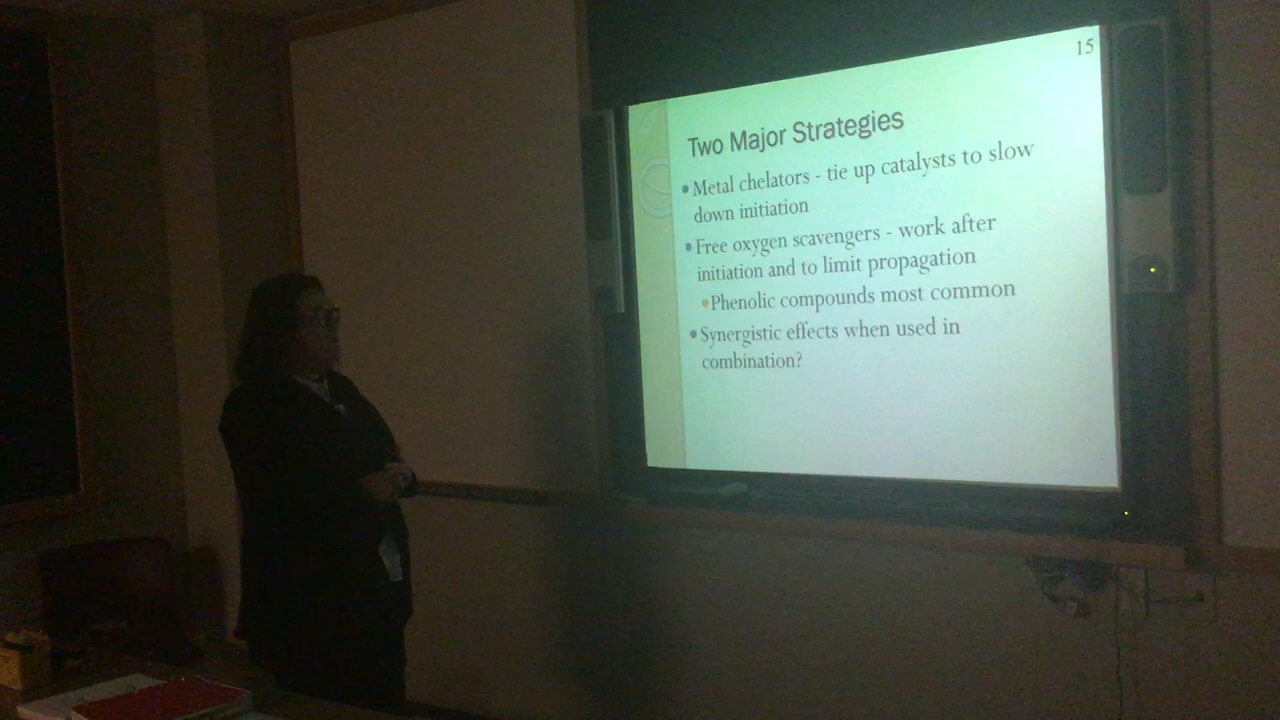 15
Two Major Strategies
• Metal chelators - tie up catalysts to slow
down initiation
• Free oxygen scavengers - work after
initiation and to limit propagation
• Phenolic compounds most common
• Synergistic effects when used in
combination?